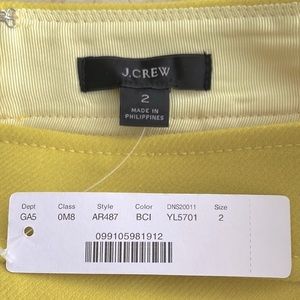 J.CREW
2
MADE IN
PHILIPPINES
Dept Class Style Color DNS20011 Size
GA5 0M8 AR487 BCI YL5701 2
099105981912